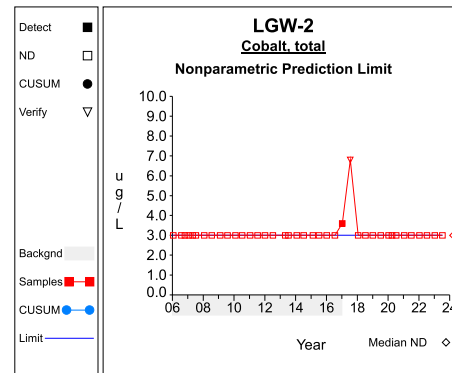 Detect
ND
CUSUM
Verify
Backgnd
Samples
CUSUM
Limit
LGW-2
Cobalt, total
Nonparametric Prediction Limit
ug/L
10.0
9.0
8.0
7.0
6.0
5.0
4.0
3.0
2.0
1.0
0.0
06 08 10 12 14 16 18 20 22 24
Year
Median ND